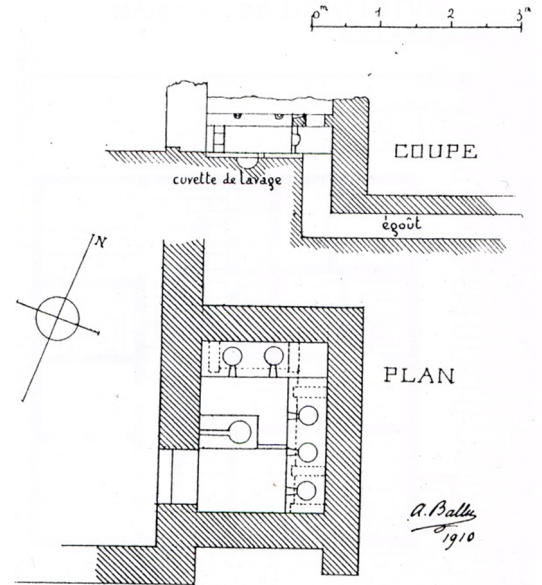 0ᵐ 1 2 3ᵐ
COUPE
cuvette de lavage
égoût
N
PLAN
A. Ballu
1910